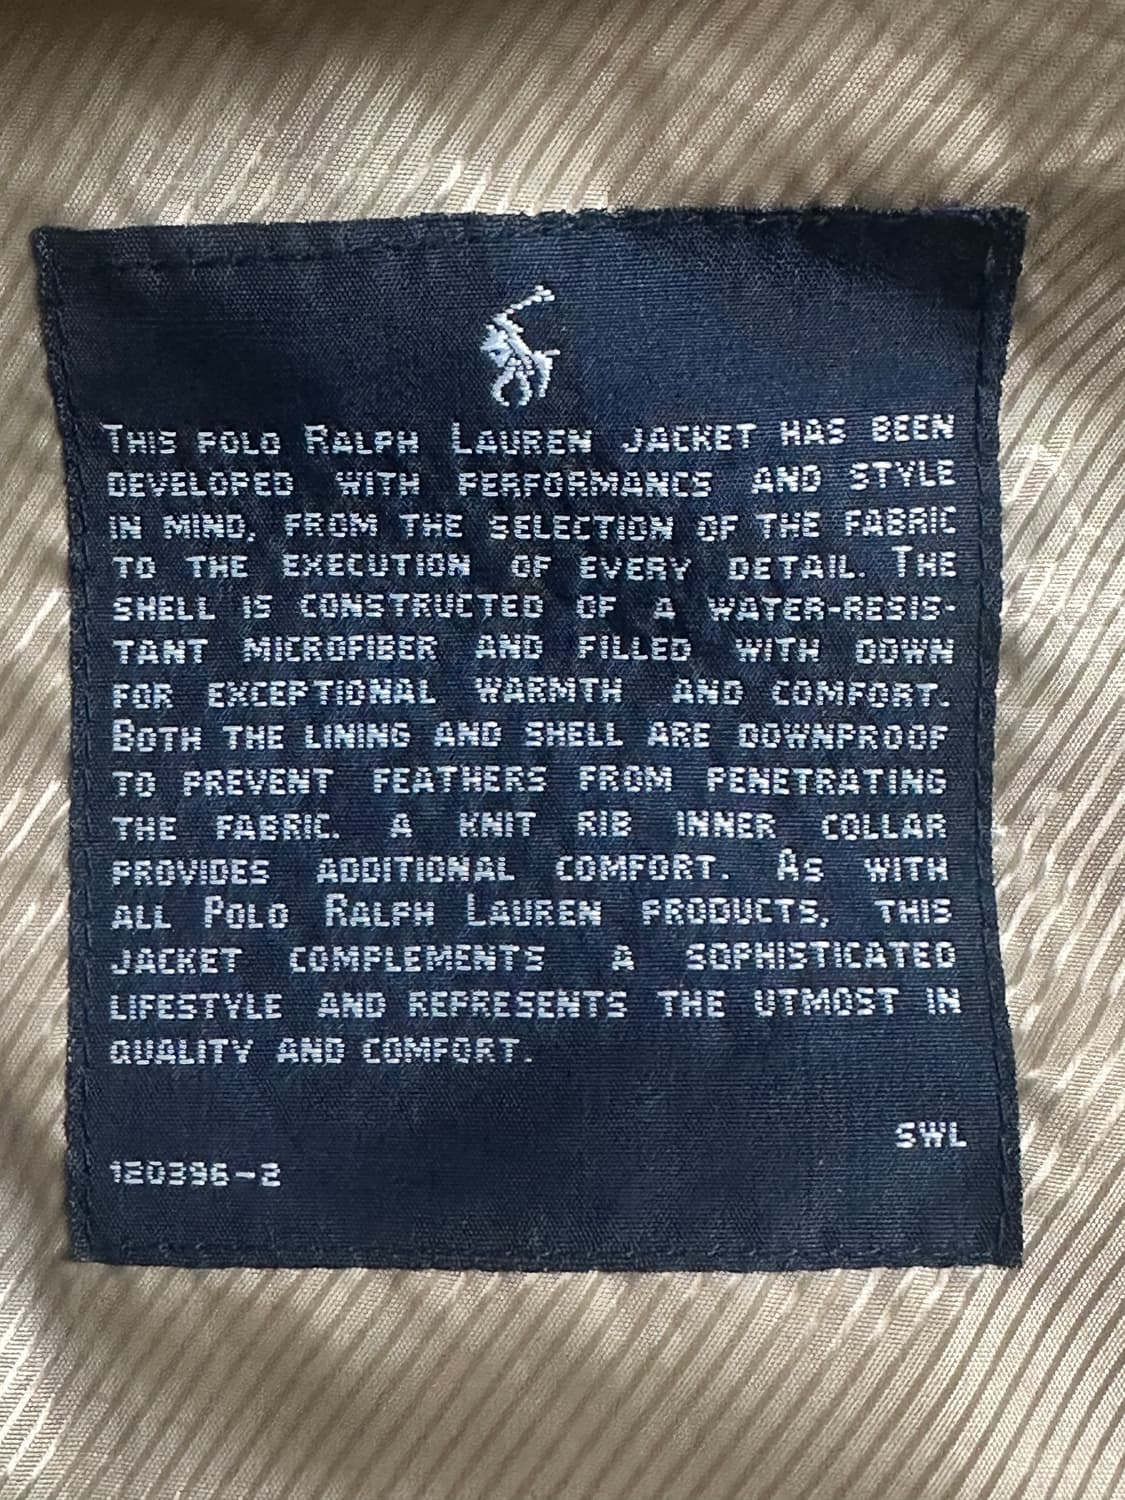 THIS POLO RALPH LAUREN JACKET HAS BEEN
DEVELOPED WITH PERFORMANCE AND STYLE
IN MIND, FROM THE SELECTION OF THE FABRIC
TO THE EXECUTION OF EVERY DETAIL. THE
SHELL IS CONSTRUCTED OF A WATER-RESIS-
TANT MICROFIBER AND FILLED WITH DOWN
FOR EXCEPTIONAL WARMTH AND COMFORT.
BOTH THE LINING AND SHELL ARE DOWNPROOF
TO PREVENT FEATHERS FROM PENETRATING
THE FABRIC. A KNIT RIB INNER COLLAR
PROVIDES ADDITIONAL COMFORT. AS WITH
ALL POLO RALPH LAUREN PRODUCTS, THIS
JACKET COMPLEMENTS A SOPHISTICATED
LIFESTYLE AND REPRESENTS THE UTMOST IN
QUALITY AND COMFORT.
SWL
120396-2